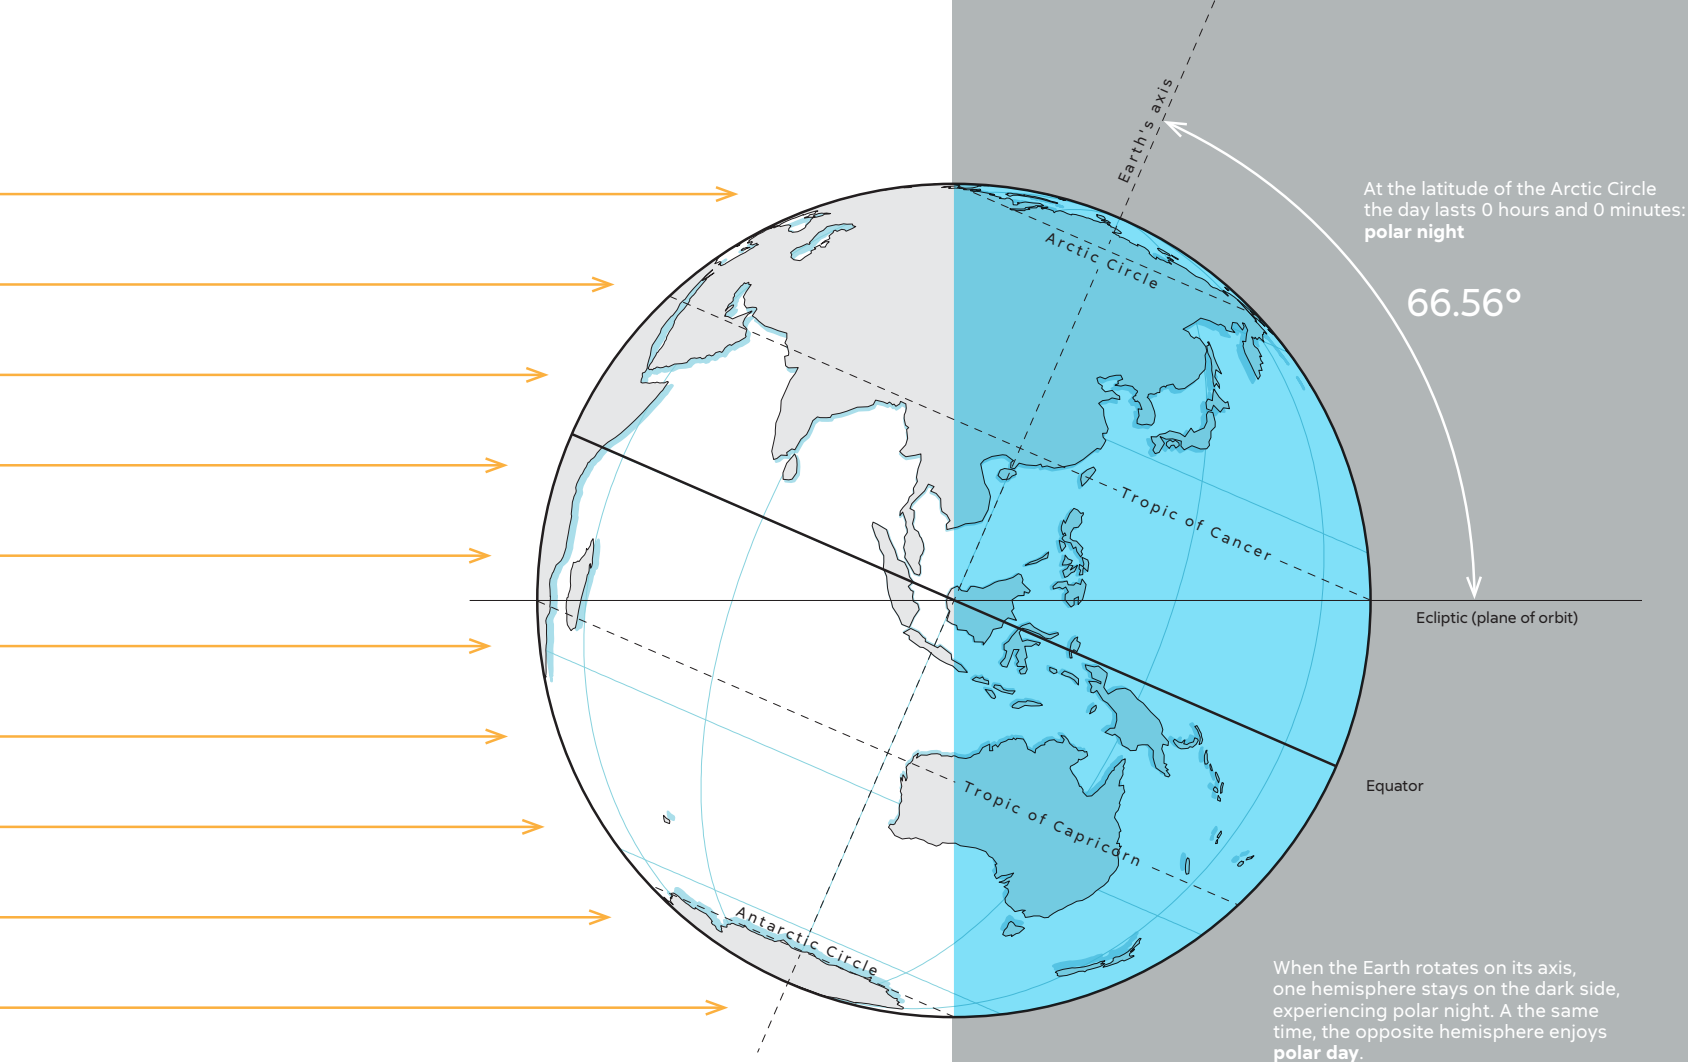 Earth's axis
At the latitude of the Arctic Circle
the day lasts 0 hours and 0 minutes:
polar night
Arctic Circle
66.56°
Tropic of Cancer
Ecliptic (plane of orbit)
Equator
Tropic of Capricorn
Antarctic Circle
When the Earth rotates on its axis,
one hemisphere stays on the dark side,
experiencing polar night. A the same
time, the opposite hemisphere enjoys
polar day.